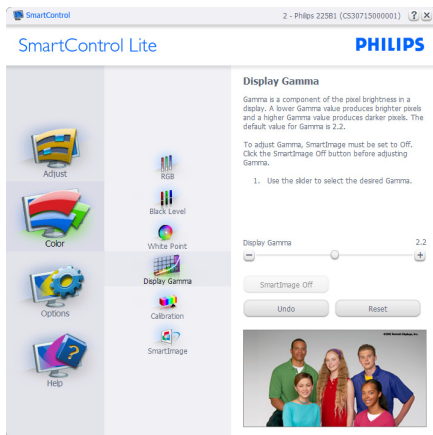 SmartControl
2 - Philips 225B1 (CS30715000001)
?
SmartControl Lite
PHILIPS
Adjust
Color
Options
Help
RGB
Black Level
White Point
Display Gamma
Calibration
SmartImage
Display Gamma
Gamma is a component of the pixel brightness in a
display. A lower Gamma value produces brighter pixels
and a higher Gamma value produces darker pixels. The
default value for Gamma is 2.2.
To adjust Gamma, SmartImage must be set to Off.
Click the SmartImage Off button before adjusting
Gamma.
1. Use the slider to select the desired Gamma.
Display Gamma 2.2
SmartImage Off
Undo Reset